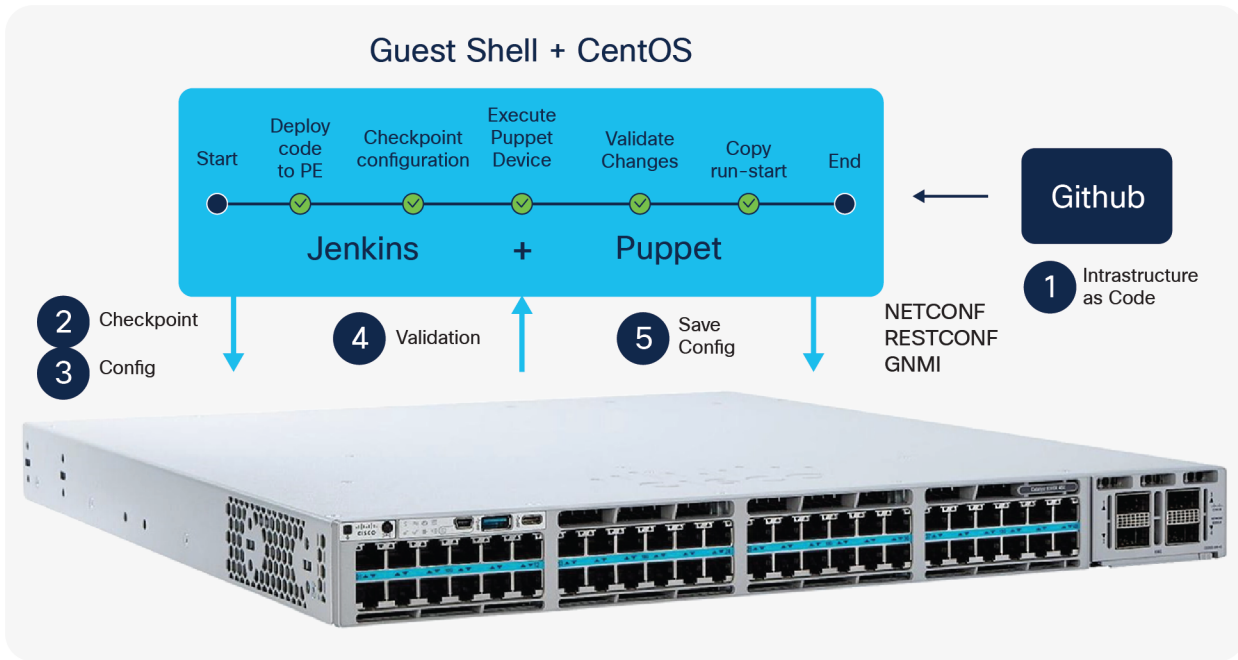 Guest Shell + CentOS
Start
Deploy
code
to PE
Checkpoint
configuration
Execute
Puppet
Device
Validate
Changes
Copy
run-start
End
Jenkins + Puppet
Github
1
Intrastructure
as Code
2
Checkpoint
3
Config
4
Validation
5
Save
Config
NETCONF
RESTCONF
GNMI
CISCO